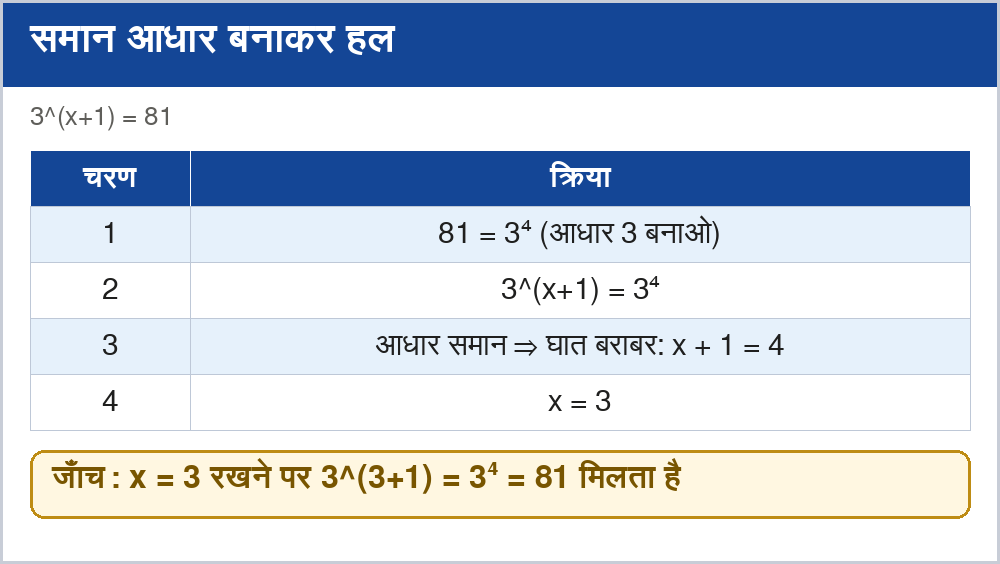 समान आधार बनाकर हल
3^(x+1) = 81
चरण क्रिया
1 81 = 3⁴ (आधार 3 बनाओ)
2 3^(x+1) = 3⁴
3 आधार समान ⇒ घात बराबर: x + 1 = 4
4 x = 3
जाँच : x = 3 रखने पर 3^(3+1) = 3⁴ = 81 मिलता है